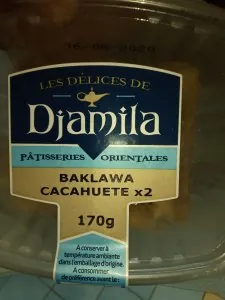 LES DÉLICES DE
Djamila
PÂTISSERIES ORIENTALES
BAKLAWA
CACAHUETE x2
170g
A conserver à
température ambiante
dans l'emballage d'origine.
A consommer
de préférence avant le :